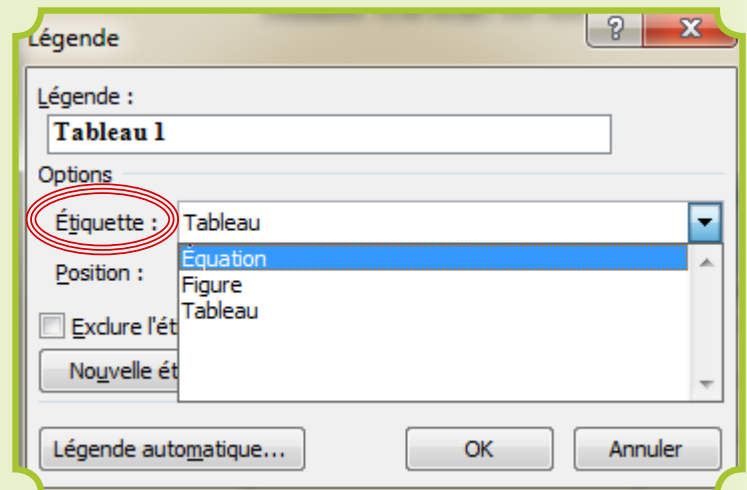 Légende
?
X
Légende :
Tableau 1
Options
Étiquette : Tableau
Équation
Position :
Figure
Tableau
Exclure l'ét
Nouvelle ét
Légende automatique...
OK
Annuler